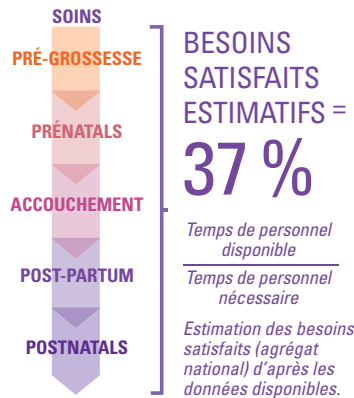 SOINS
PRÉ-GROSSESSE
PRÉNATALS
ACCOUCHEMENT
POST-PARTUM
POSTNATALS
BESOINS
SATISFAITS
ESTIMATIFS =
37 %
Temps de personnel
disponible
Temps de personnel
nécessaire
Estimation des besoins
satisfaits (agrégat
national) d’après les
données disponibles.